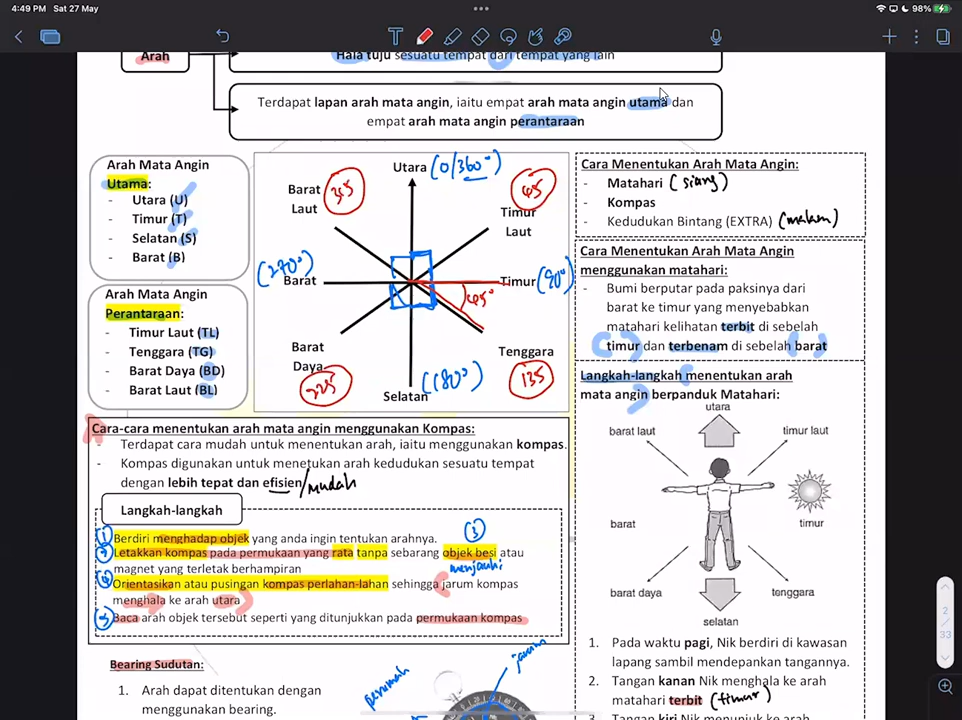 4:49 PM Sat 27 May
98%
Arah
Hala tuju sesuatu tempat dari tempat yang lain
Terdapat lapan arah mata angin, iaitu empat arah mata angin utama dan
empat arah mata angin perantaraan
Arah Mata Angin
Utama:
- Utara (U)
- Timur (T)
- Selatan (S)
- Barat (B)
Arah Mata Angin
Perantaraan:
- Timur Laut (TL)
- Tenggara (TG)
- Barat Daya (BD)
- Barat Laut (BL)
Utara (0/360°)
Barat
Laut
315
45
Timur
Laut
(270°)
Barat
Timur (90°)
45°
Barat
Daya
225
Tenggara
135
Selatan (180°)
Cara Menentukan Arah Mata Angin:
- Matahari (siang)
- Kompas
- Kedudukan Bintang (EXTRA) (malam)
Cara Menentukan Arah Mata Angin
menggunakan matahari:
- Bumi berputar pada paksinya dari
barat ke timur yang menyebabkan
matahari kelihatan terbit di sebelah
timur dan terbenam di sebelah barat
Langkah-langkah menentukan arah
mata angin berpanduk Matahari:
utara
barat laut
timur laut
barat
timur
barat daya
tenggara
selatan
1. Pada waktu pagi, Nik berdiri di kawasan
lapang sambil mendepankan tangannya.
2. Tangan kanan Nik menghala ke arah
matahari terbit (timur)
3. Tangan kiri Nik menunjuk ke arah
Cara-cara menentukan arah mata angin menggunakan Kompas:
- Terdapat cara mudah untuk menentukan arah, iaitu menggunakan kompas.
- Kompas digunakan untuk menetukan arah kedudukan sesuatu tempat
dengan lebih tepat dan efisien/mudah
Langkah-langkah
1 Berdiri menghadap objek yang anda ingin tentukan arahnya.
3
2 Letakkan kompas pada permukaan yang rata tanpa sebarang objek besi atau
magnet yang terletak berhampiran
menjauhi
4 Orientasikan atau pusingan kompas perlahan-lahan sehingga jarum kompas
menghala ke arah utara
5 Baca arah objek tersebut seperti yang ditunjukkan pada permukaan kompas
Bearing Sudutan:
1. Arah dapat ditentukan dengan
menggunakan bearing.
jarum
2
33